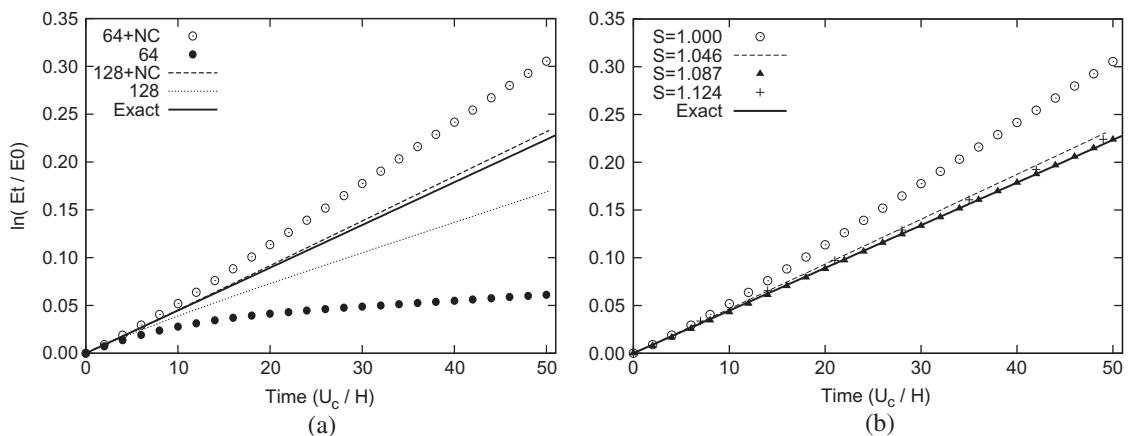 0.35
0.30
0.25
0.20
0.15
0.10
0.05
0.00
ln( Et / E0)
64+NC
64
128+NC
128
Exact
0 10 20 30 40 50
Time (U_c / H)
(a)
0.35
0.30
0.25
0.20
0.15
0.10
0.05
0.00
S=1.000
S=1.046
S=1.087
S=1.124
Exact
0 10 20 30 40 50
Time (U_c / H)
(b)